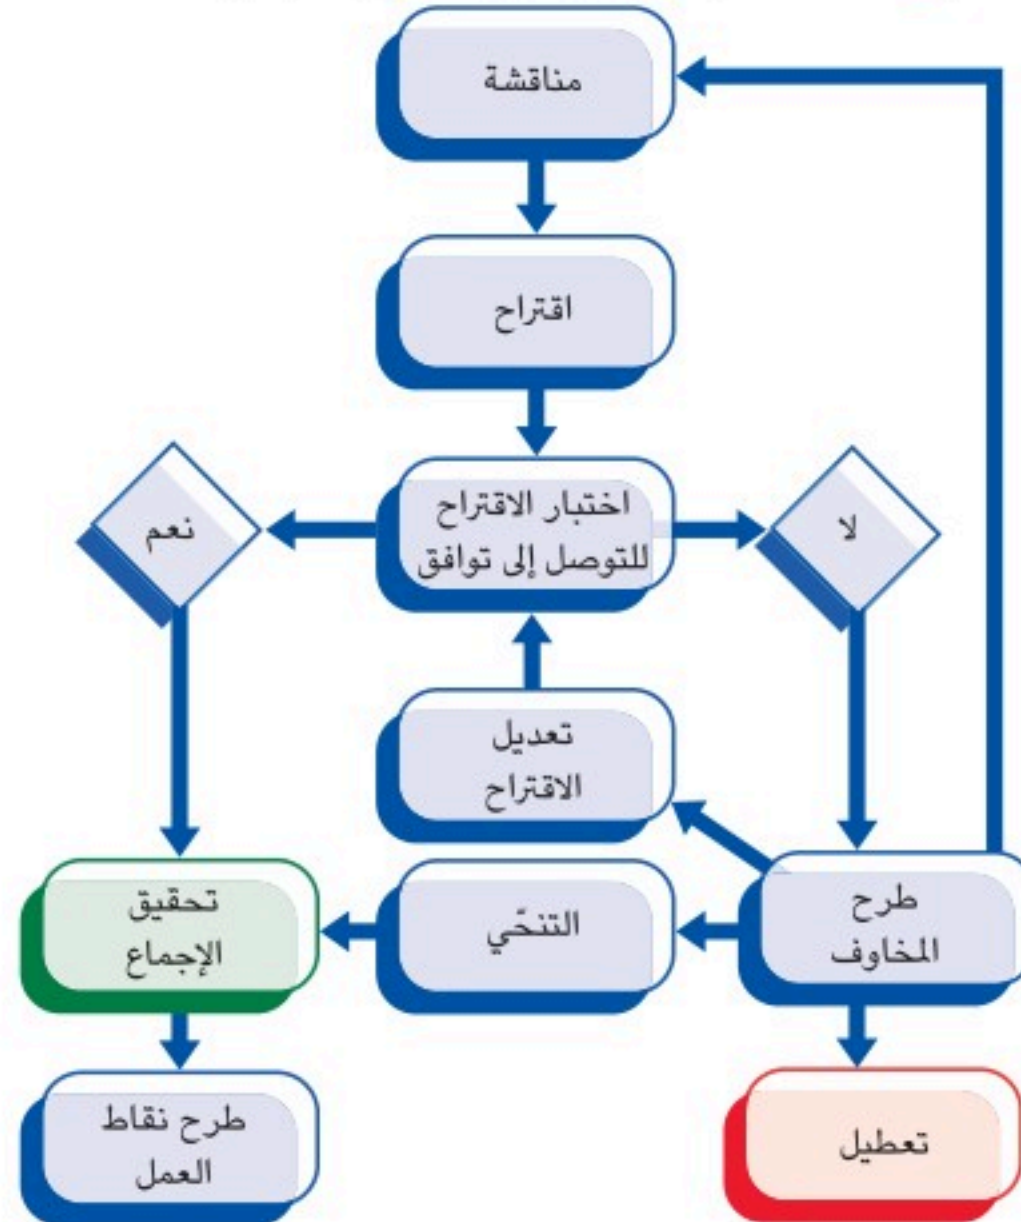 مناقشة
اقتراح
اختبار الاقتراح
للتوصل إلى توافق
لا
نعم
تعديل
الاقتراح
طرح
المخاوف
التنحّي
تحقيق
الإجماع
طرح نقاط
العمل
تعطيل